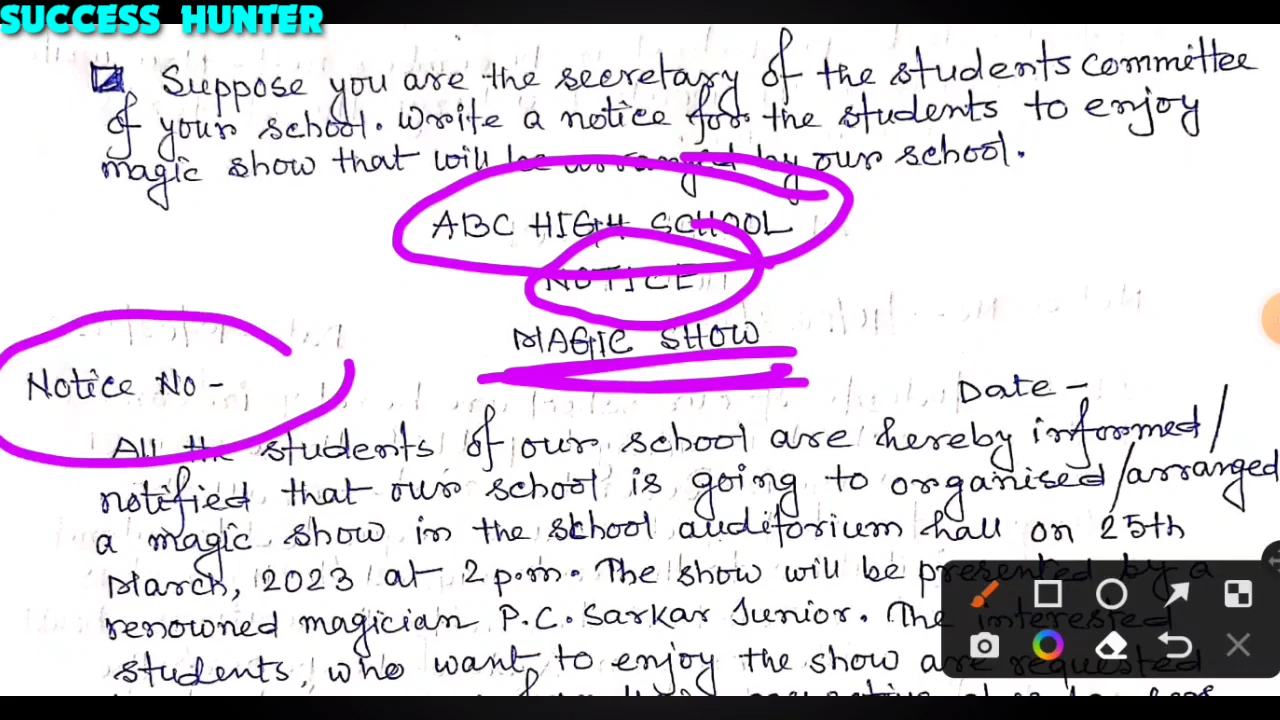 SUCCESS HUNTER
Suppose you are the secretary of the students committee
of your school. Write a notice for the students to enjoy
magic show that will be arranged by our school.
ABC HIGH SCHOOL
NOTICE
MAGIC SHOW
Notice No -
Date -
All the students of our school are hereby informed/
notified that our school is going to organised/arranged
a magic show in the school auditorium hall on 25th
March, 2023 at 2 p.m. The show will be presented by a
renowned magician P.C. Sarkar Junior. The interested
students, who want to enjoy the show are requested